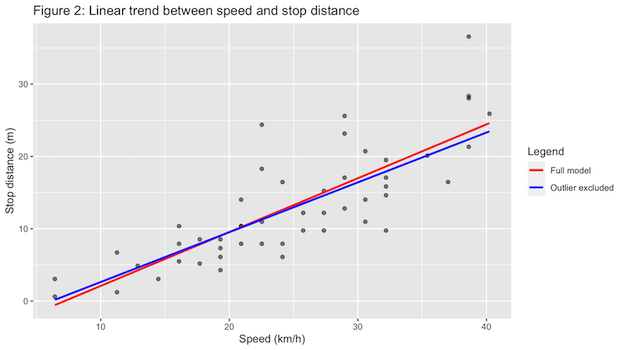 Figure 2: Linear trend between speed and stop distance
Stop distance (m)
30
20
10
0
10
20
30
40
Speed (km/h)
Legend
Full model
Outlier excluded